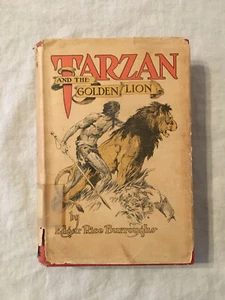 TARZAN
AND THE
GOLDEN LION
by
Edgar Rice Burroughs